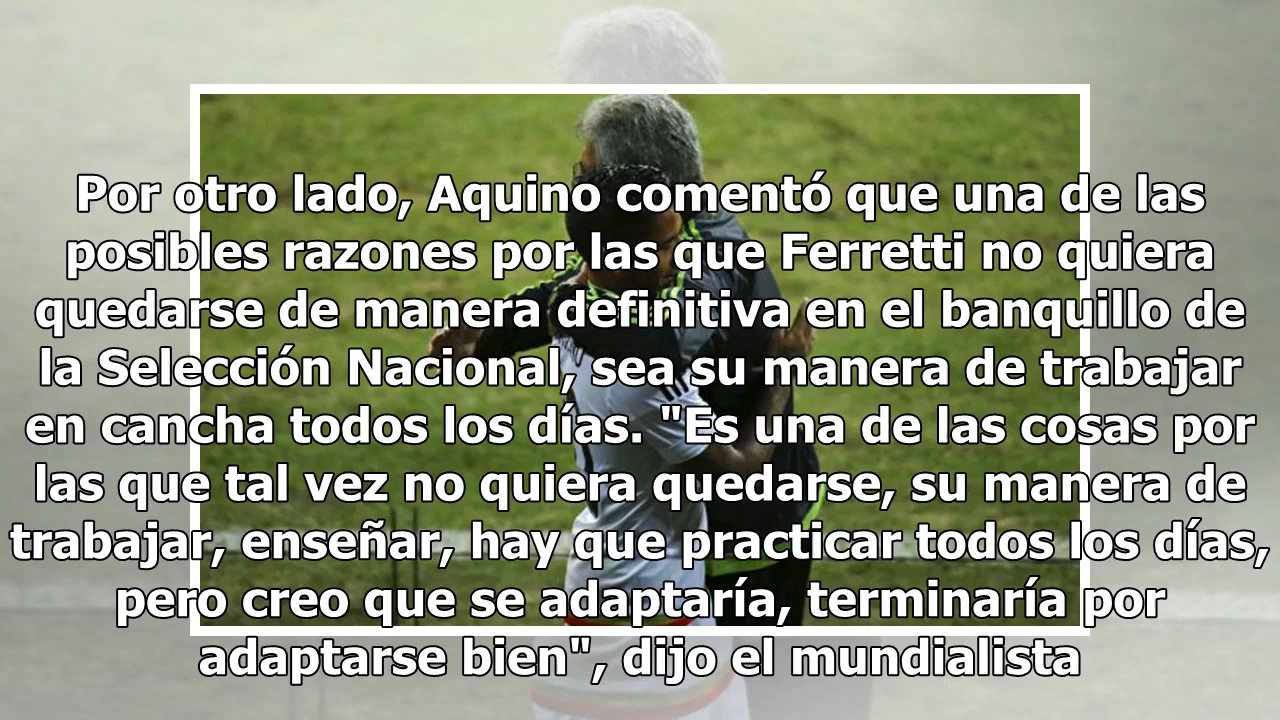 Por otro lado, Aquino comentó que una de las
posibles razones por las que Ferretti no quiera
quedarse de manera definitiva en el banquillo de
la Selección Nacional, sea su manera de trabajar
en cancha todos los días. "Es una de las cosas por
las que tal vez no quiera quedarse, su manera de
trabajar, enseñar, hay que practicar todos los días,
pero creo que se adaptaría, terminaría por
adaptarse bien", dijo el mundialista